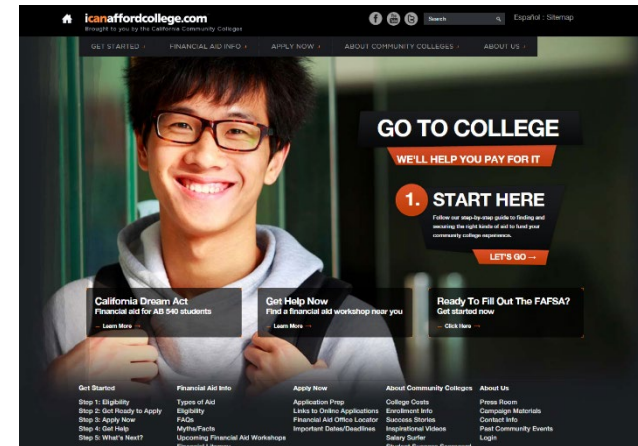 icanaffordcollege.com
Brought to you by the California Community Colleges
Search
Español : Sitemap
GET STARTED
FINANCIAL AID INFO
APPLY NOW
ABOUT COMMUNITY COLLEGES
ABOUT US
GO TO COLLEGE
WE'LL HELP YOU PAY FOR IT
1. START HERE
Follow our step-by-step guide to finding and
securing the right kinds of aid to fund your
community college experience.
LET'S GO →
California Dream Act
Financial aid for AB 540 students
Learn More
Get Help Now
Find a financial aid workshop near you
Learn More
Ready To Fill Out The FAFSA?
Get started now
Click Here
Get Started
Step 1: Eligibility
Step 2: Get Ready to Apply
Step 3: Apply Now
Step 4: Get Help
Step 5: What's Next?
Financial Aid Info
Types of Aid
Eligibility
FAQs
Myths/Facts
Upcoming Financial Aid Workshops
Financial Literacy
Apply Now
Application Prep
Links to Online Applications
Financial Aid Office Locator
Important Dates/Deadlines
About Community Colleges
College Costs
Enrollment Info
Success Stories
Inspirational Videos
Salary Surfer
Student Success Scorecard
About Us
Press Room
Campaign Materials
Contact Info
Past Community Events
Login